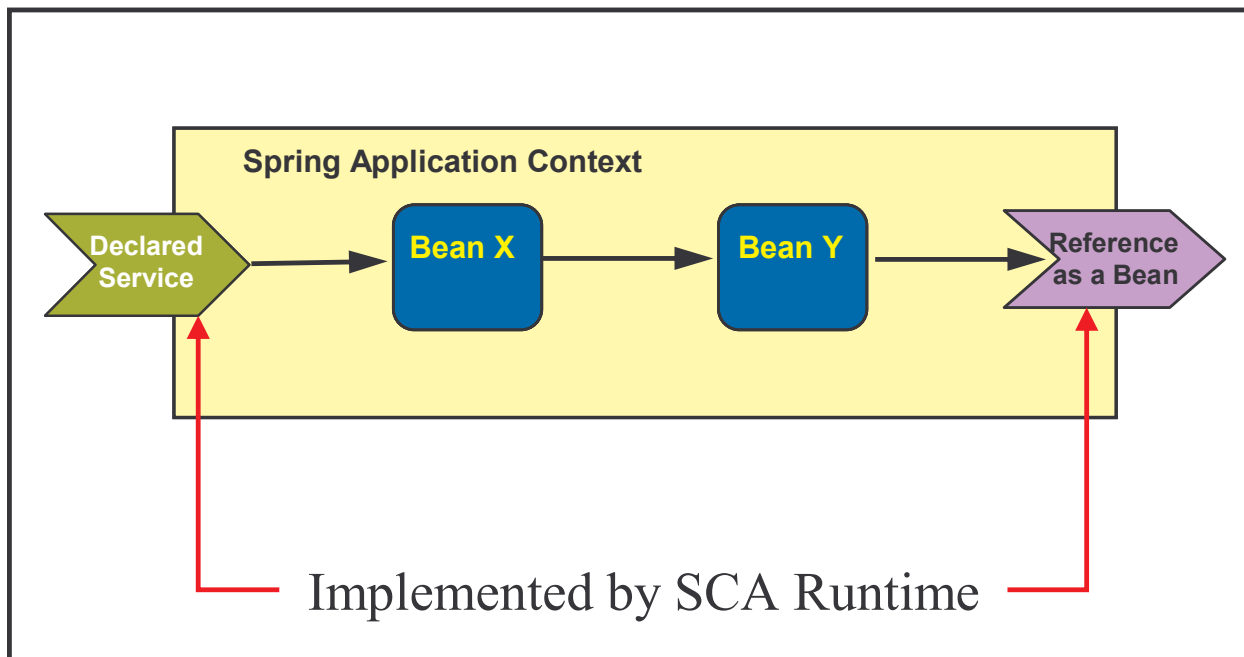 Spring Application Context
Declared
Service
Bean X
Bean Y
Reference
as a Bean
Implemented by SCA Runtime